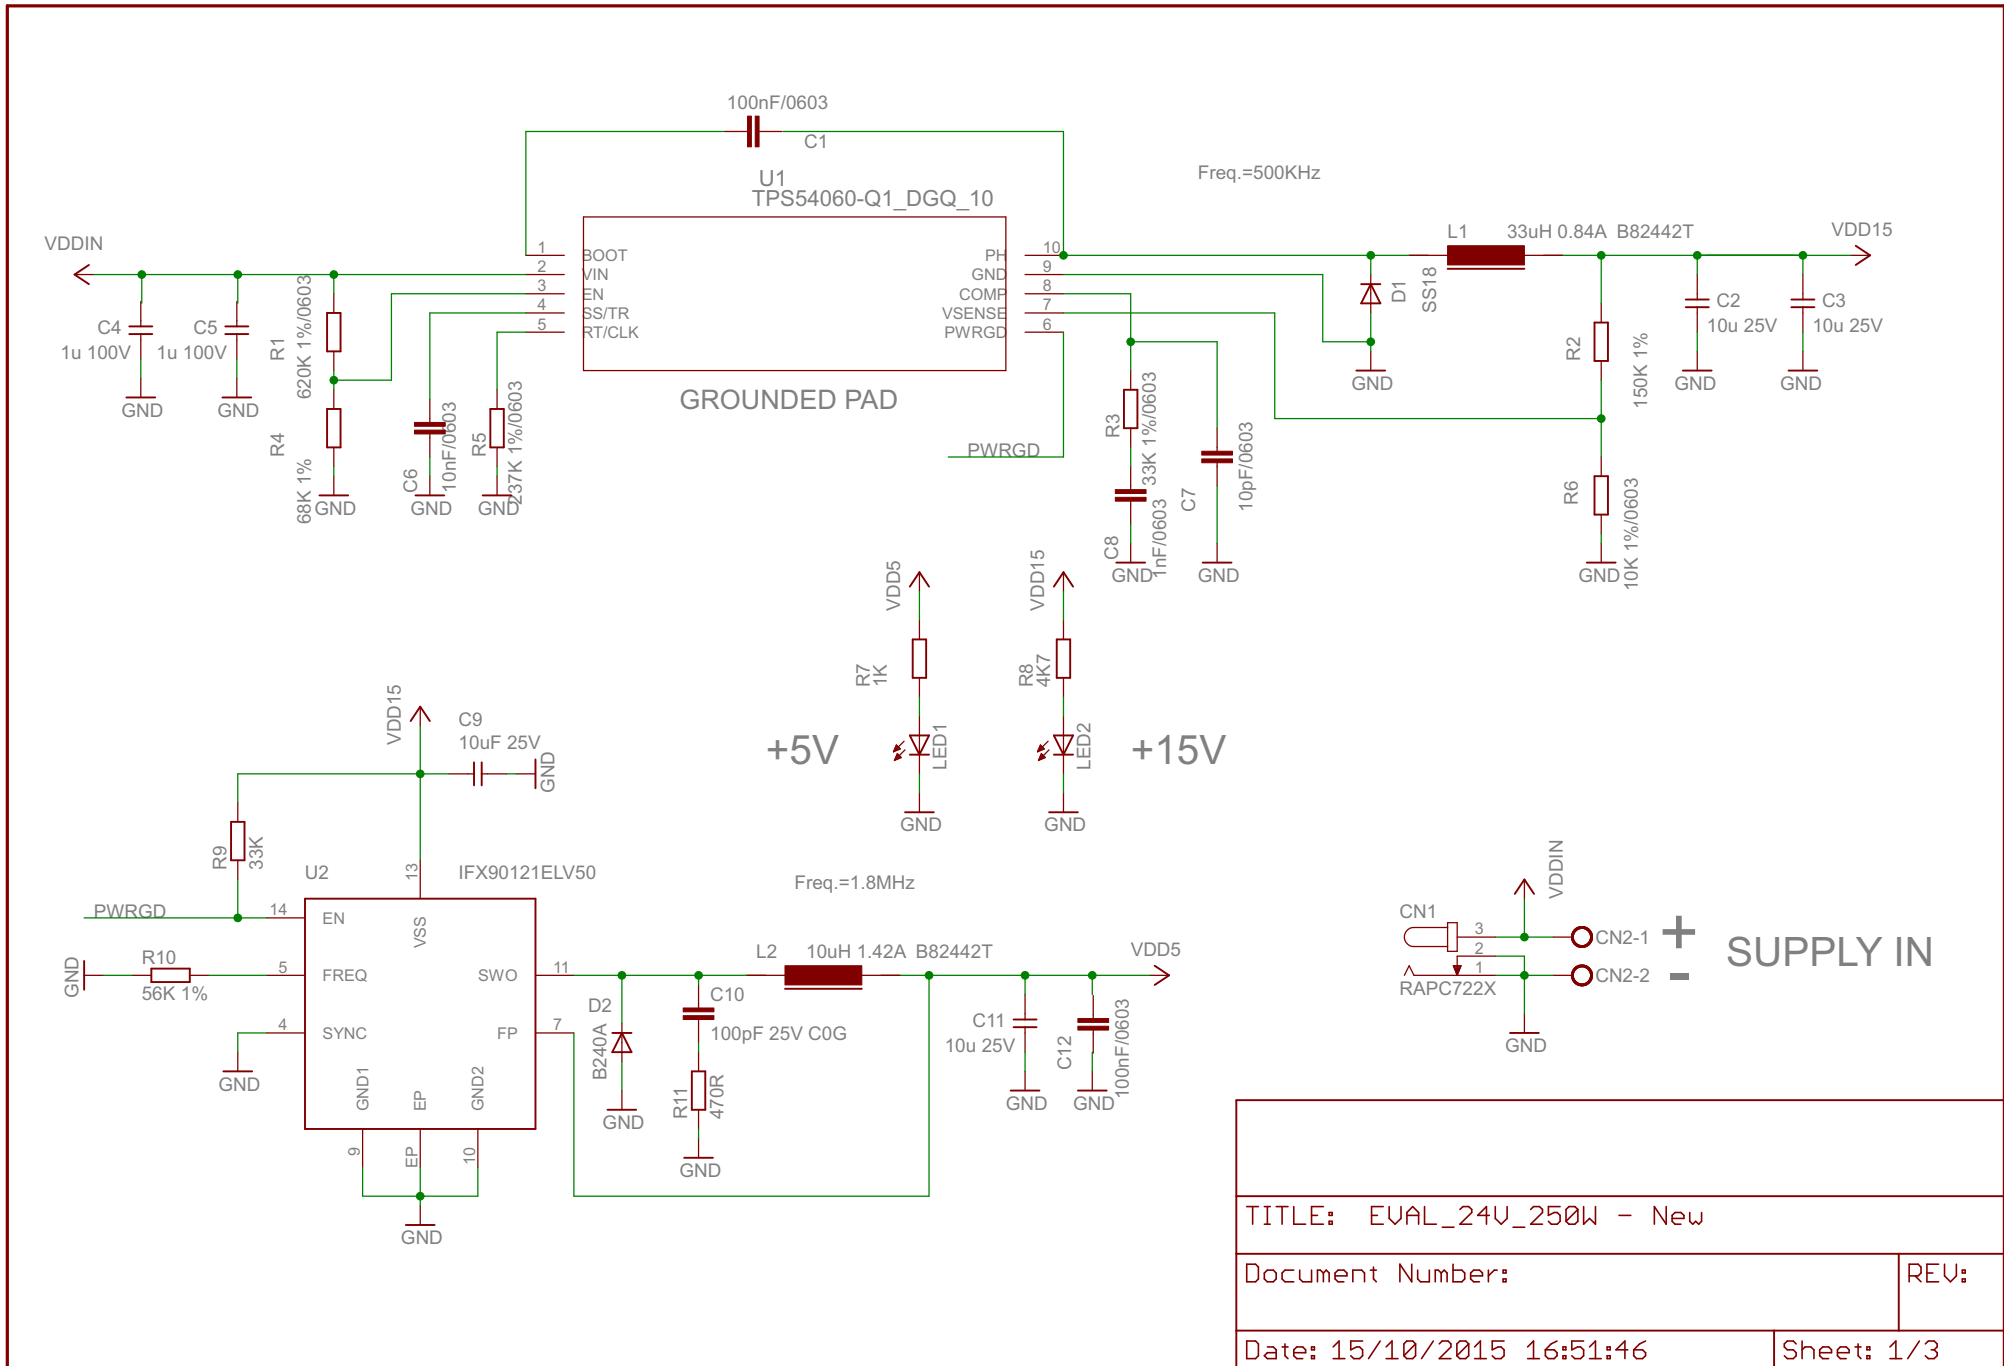 100nF/0603
C1
U1
TPS54060-Q1_DGQ_10
Freq.=500KHz
VDDIN
1 BOOT
2 VIN
3 EN
4 SS/TR
5 RT/CLK
PH 10
GND 9
COMP 8
VSENSE 7
PWRGD 6
L1 33uH 0.84A B82442T
VDD15
C4
1u 100V
C5
1u 100V
R1
620K 1%/0603
R4
68K 1%
C6
10nF/0603
R5
237K 1%/0603
GND
GND
GND
GND
GND
GROUNDED PAD
PWRGD
D1
SS18
GND
R2
150K 1%
C2
10u 25V
C3
10u 25V
GND
GND
R3
33K 1%/0603
C8
1nF/0603
C7
10pF/0603
GND
GND
R6
10K 1%/0603
GND
VDD5
R7
1K
LED1
+5V
GND
VDD15
R8
4K7
LED2
+15V
GND
VDD15
C9
10uF 25V
GND
R9
33K
U2
IFX90121ELV50
13
VSS
PWRGD
14 EN
GND
R10
56K 1%
5 FREQ
4 SYNC
GND
SWO 11
FP 7
GND1
EP
GND2
9
EP
10
GND
Freq.=1.8MHz
L2 10uH 1.42A B82442T
VDD5
D2
B240A
GND
C10
100pF 25V C0G
R11
470R
GND
C11
10u 25V
GND
C12
100nF/0603
GND
VDDIN
CN1
3
2
1
RAPC722X
CN2-1 +
CN2-2 -
SUPPLY IN
GND
TITLE: EVAL_24V_250W - New
Document Number:
REV:
Date: 15/10/2015 16:51:46
Sheet: 1/3